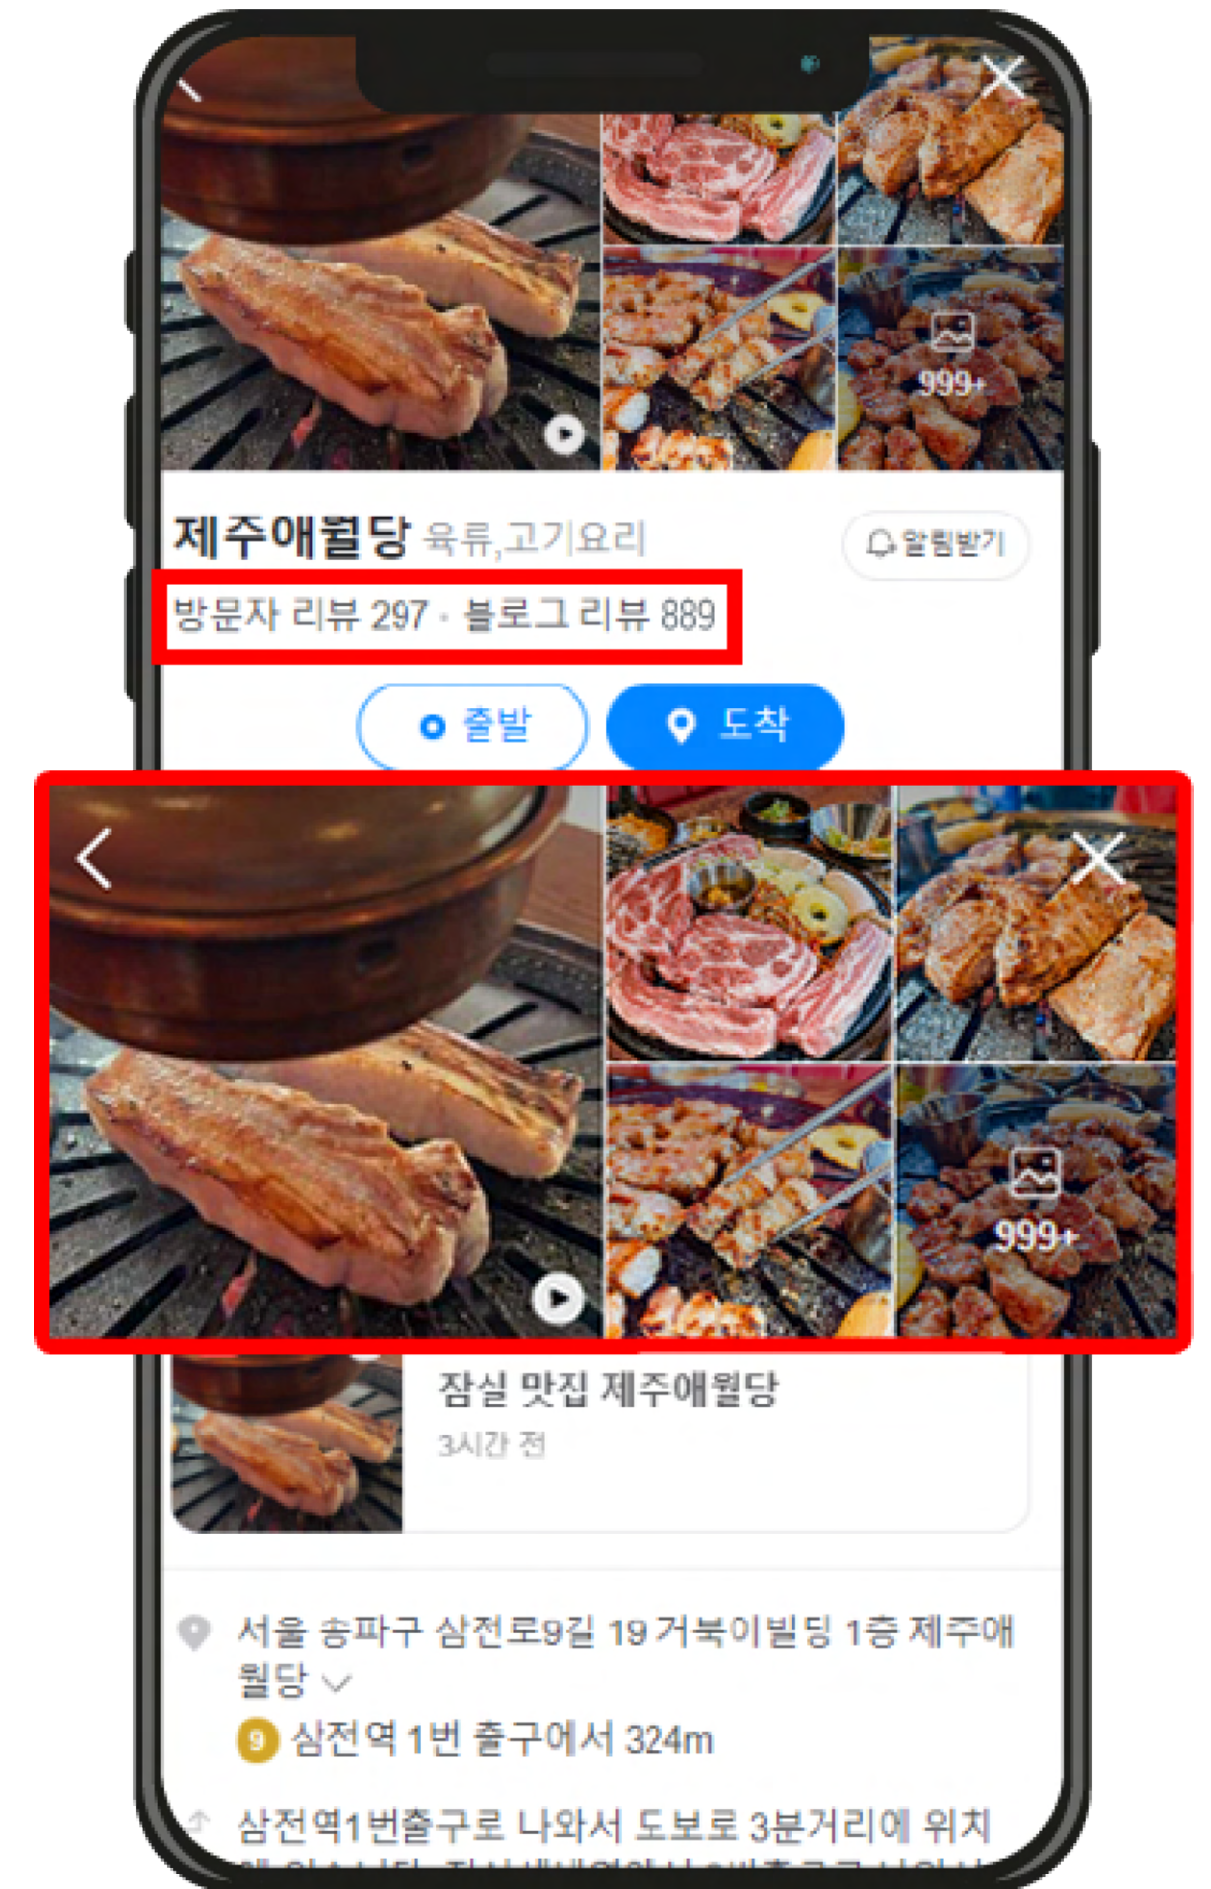 999+
제주애월당 육류,고기요리
알림받기
방문자 리뷰 297 · 블로그 리뷰 889
출발
도착
999+
잠실 맛집 제주애월당
3시간 전
서울 송파구 삼전로9길 19 거북이빌딩 1층 제주애
월당
9 삼전역 1번 출구에서 324m
삼전역1번출구로 나와서 도보로 3분거리에 위치